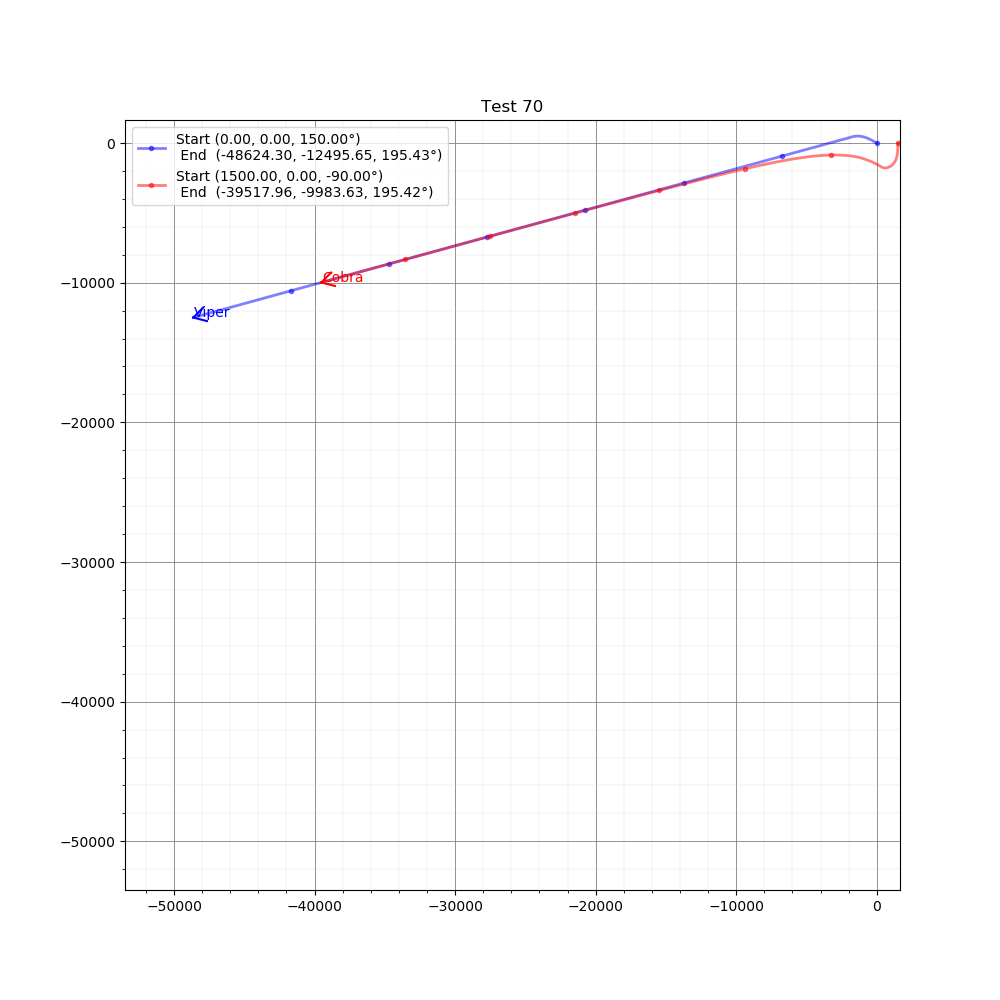 Test 70
Start (0.00, 0.00, 150.00°)
End (-48624.30, -12495.65, 195.43°)
Start (1500.00, 0.00, -90.00°)
End (-39517.96, -9983.63, 195.42°)
Cobra
Viper
0
−10000
−20000
−30000
−40000
−50000
−50000 −40000 −30000 −20000 −10000 0